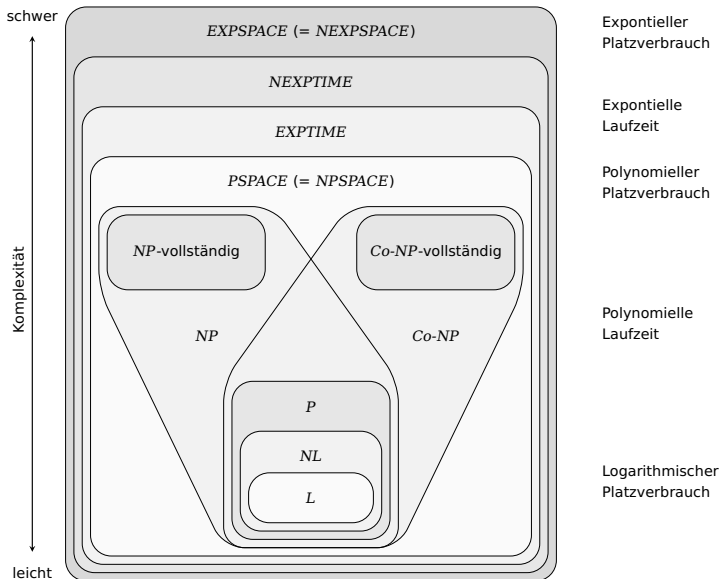 schwer
EXPSPACE (= NEXPSPACE)
Expontieller
Platzverbrauch
NEXPTIME
EXPTIME
Expontielle
Laufzeit
PSPACE (= NPSPACE)
Polynomieller
Platzverbrauch
NP-vollständig
Co-NP-vollständig
Komplexität
NP
Co-NP
Polynomielle
Laufzeit
P
NL
L
Logarithmischer
Platzverbrauch
leicht